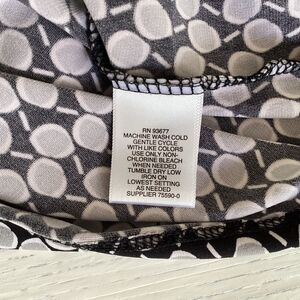 RN 93677
MACHINE WASH COLD
GENTLE CYCLE
WITH LIKE COLORS
USE ONLY NON-
CHLORINE BLEACH
WHEN NEEDED
TUMBLE DRY LOW
IRON ON
LOWEST SETTING
AS NEEDED
SUPPLIER 75590-0